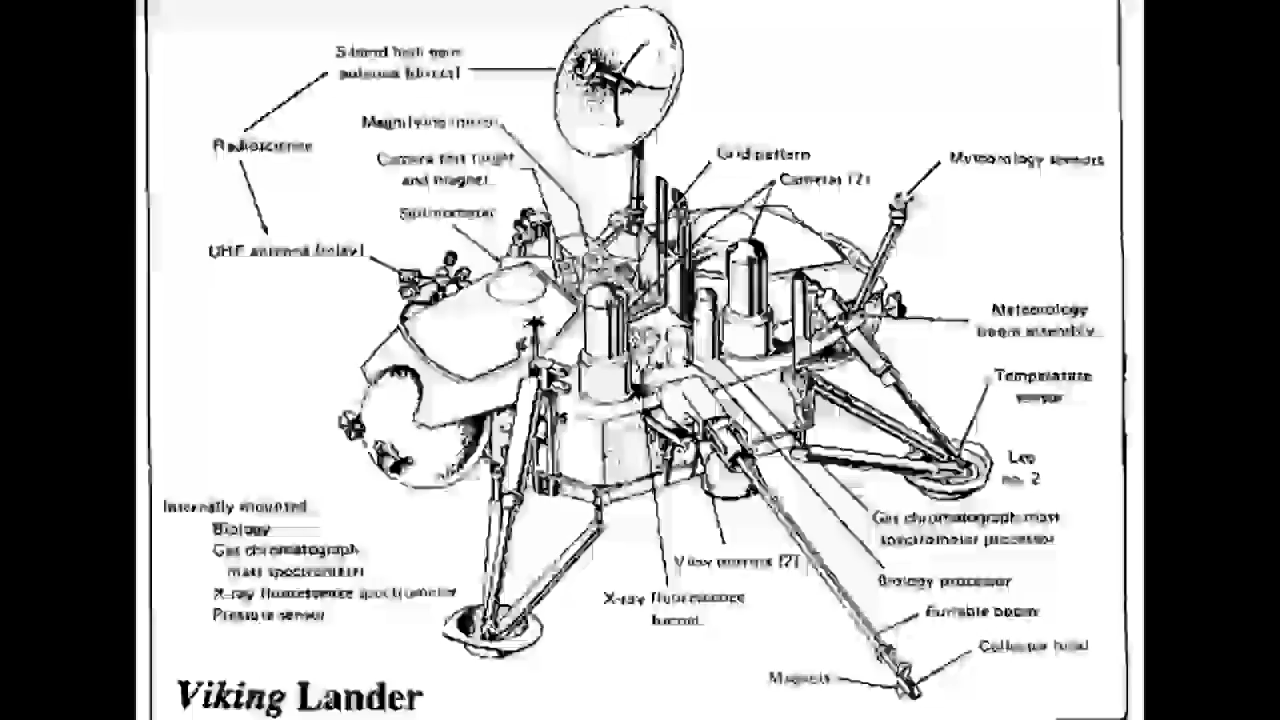 S-band high gain
antenna (direct)
Magnifying mirror
Radioscience
Camera test target
and magnet
Grid pattern
Cameras (2)
Meteorology sensors
UHF antenna (relay)
Meteorology
boom assembly
Temperature
sensor
Leg
no. 2
Internally mounted
Biology
Gas chromatograph
mass spectrometer
X-ray fluorescence spectrometer
Pressure sensor
Gas chromatograph mass
spectrometer processor
Biology processor
X-ray fluorescence
funnel
Furlable boom
Collector head
Magnets
Viking Lander